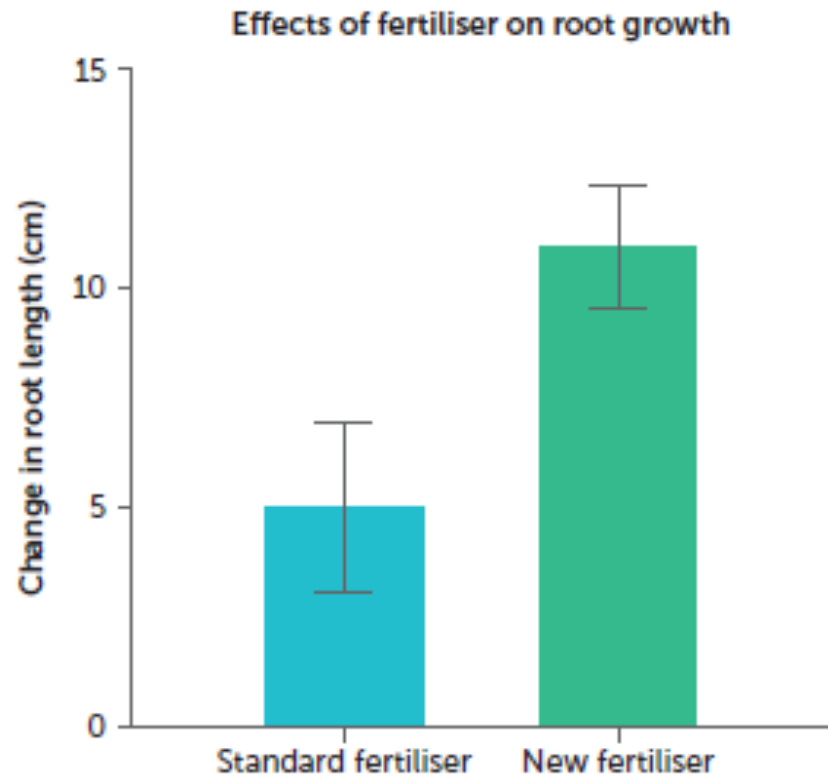 Effects of fertiliser on root growth
15
10
5
0
Change in root length (cm)
Standard fertiliser
New fertiliser